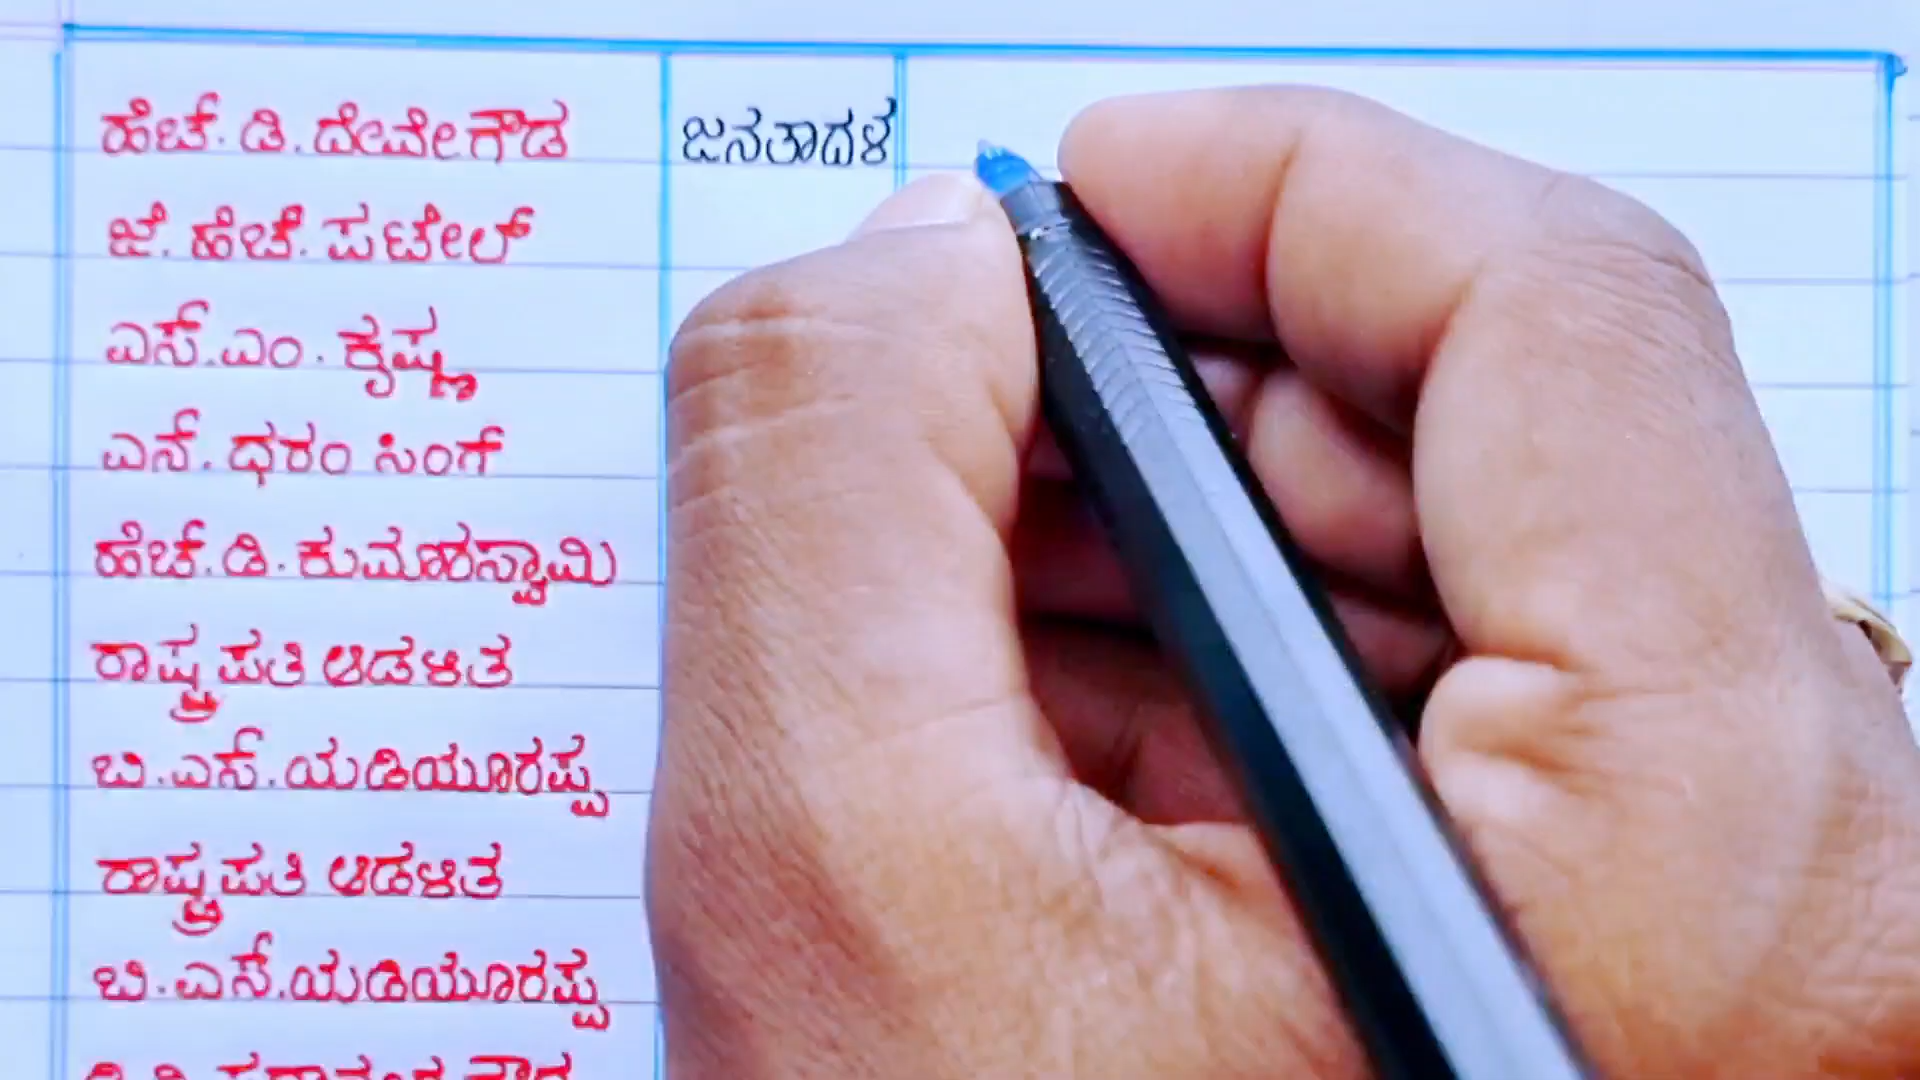 ಹೆಚ್. ಡಿ. ದೇವೇಗೌಡ ಜನತಾದಳ
ಜೆ. ಹೆಚ್. ಪಟೇಲ್
ಎಸ್.ಎಂ. ಕೃಷ್ಣ
ಎನ್. ಧರಂ ಸಿಂಗ್
ಹೆಚ್.ಡಿ. ಕುಮಾರಸ್ವಾಮಿ
ರಾಷ್ಟ್ರಪತಿ ಆಡಳಿತ
ಬಿ.ಎಸ್.ಯಡಿಯೂರಪ್ಪ
ರಾಷ್ಟ್ರಪತಿ ಆಡಳಿತ
ಬಿ.ಎಸ್.ಯಡಿಯೂರಪ್ಪ